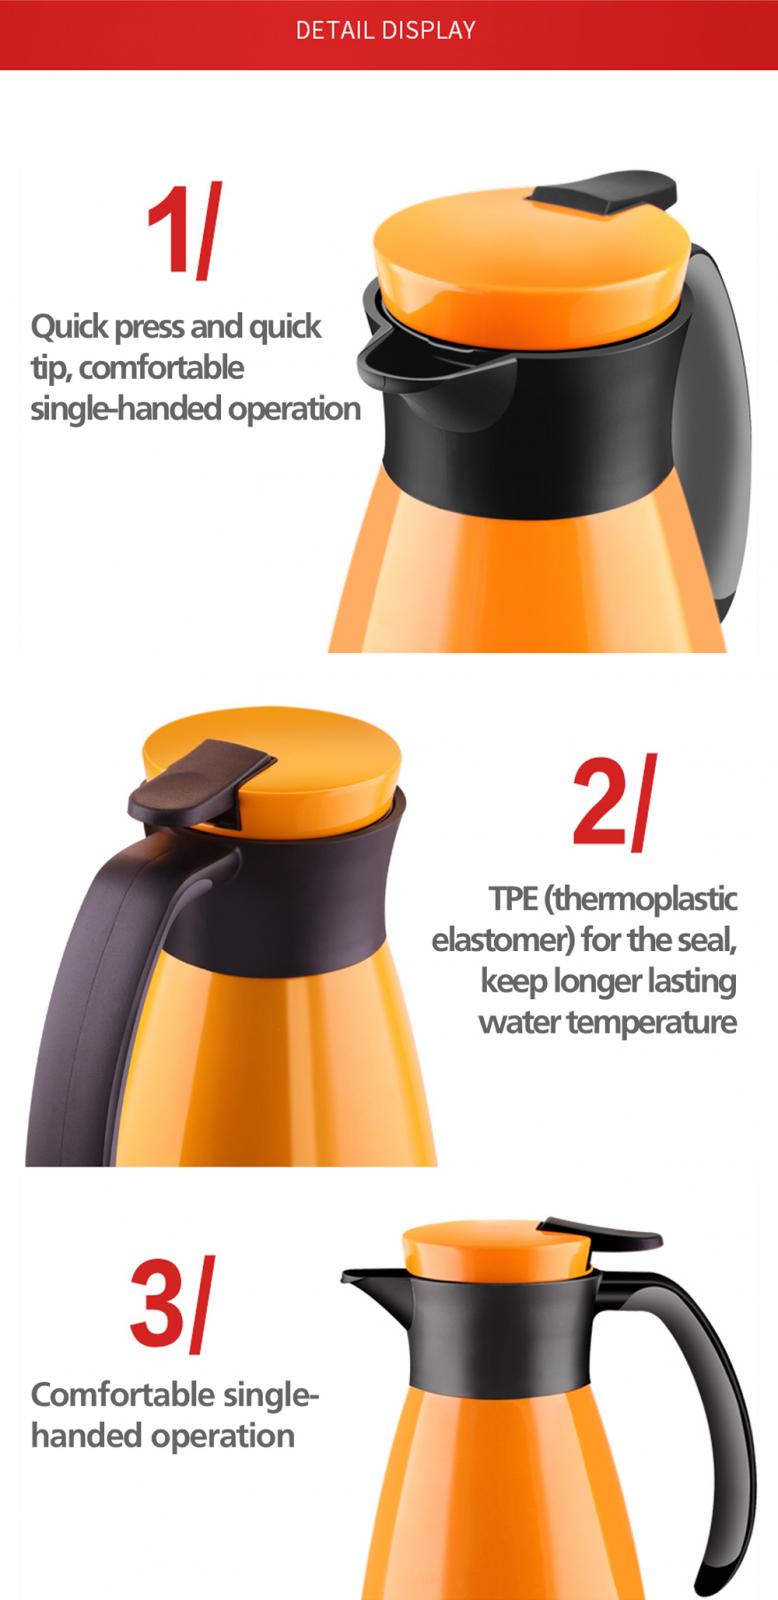 DETAIL DISPLAY
1/
Quick press and quick
tip, comfortable
single-handed operation
2/
TPE (thermoplastic
elastomer) for the seal,
keep longer lasting
water temperature
3/
Comfortable single-
handed operation